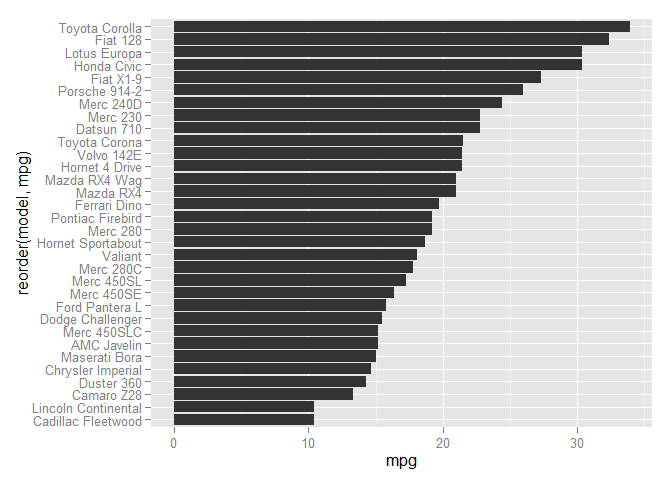 Toyota Corolla
Fiat 128
Lotus Europa
Honda Civic
Fiat X1-9
Porsche 914-2
Merc 240D
Merc 230
Datsun 710
Toyota Corona
Volvo 142E
Hornet 4 Drive
Mazda RX4 Wag
Mazda RX4
Ferrari Dino
Pontiac Firebird
Merc 280
Hornet Sportabout
Valiant
Merc 280C
Merc 450SL
Merc 450SE
Ford Pantera L
Dodge Challenger
Merc 450SLC
AMC Javelin
Maserati Bora
Chrysler Imperial
Duster 360
Camaro Z28
Lincoln Continental
Cadillac Fleetwood
reorder(model, mpg)
0 10 20 30
mpg